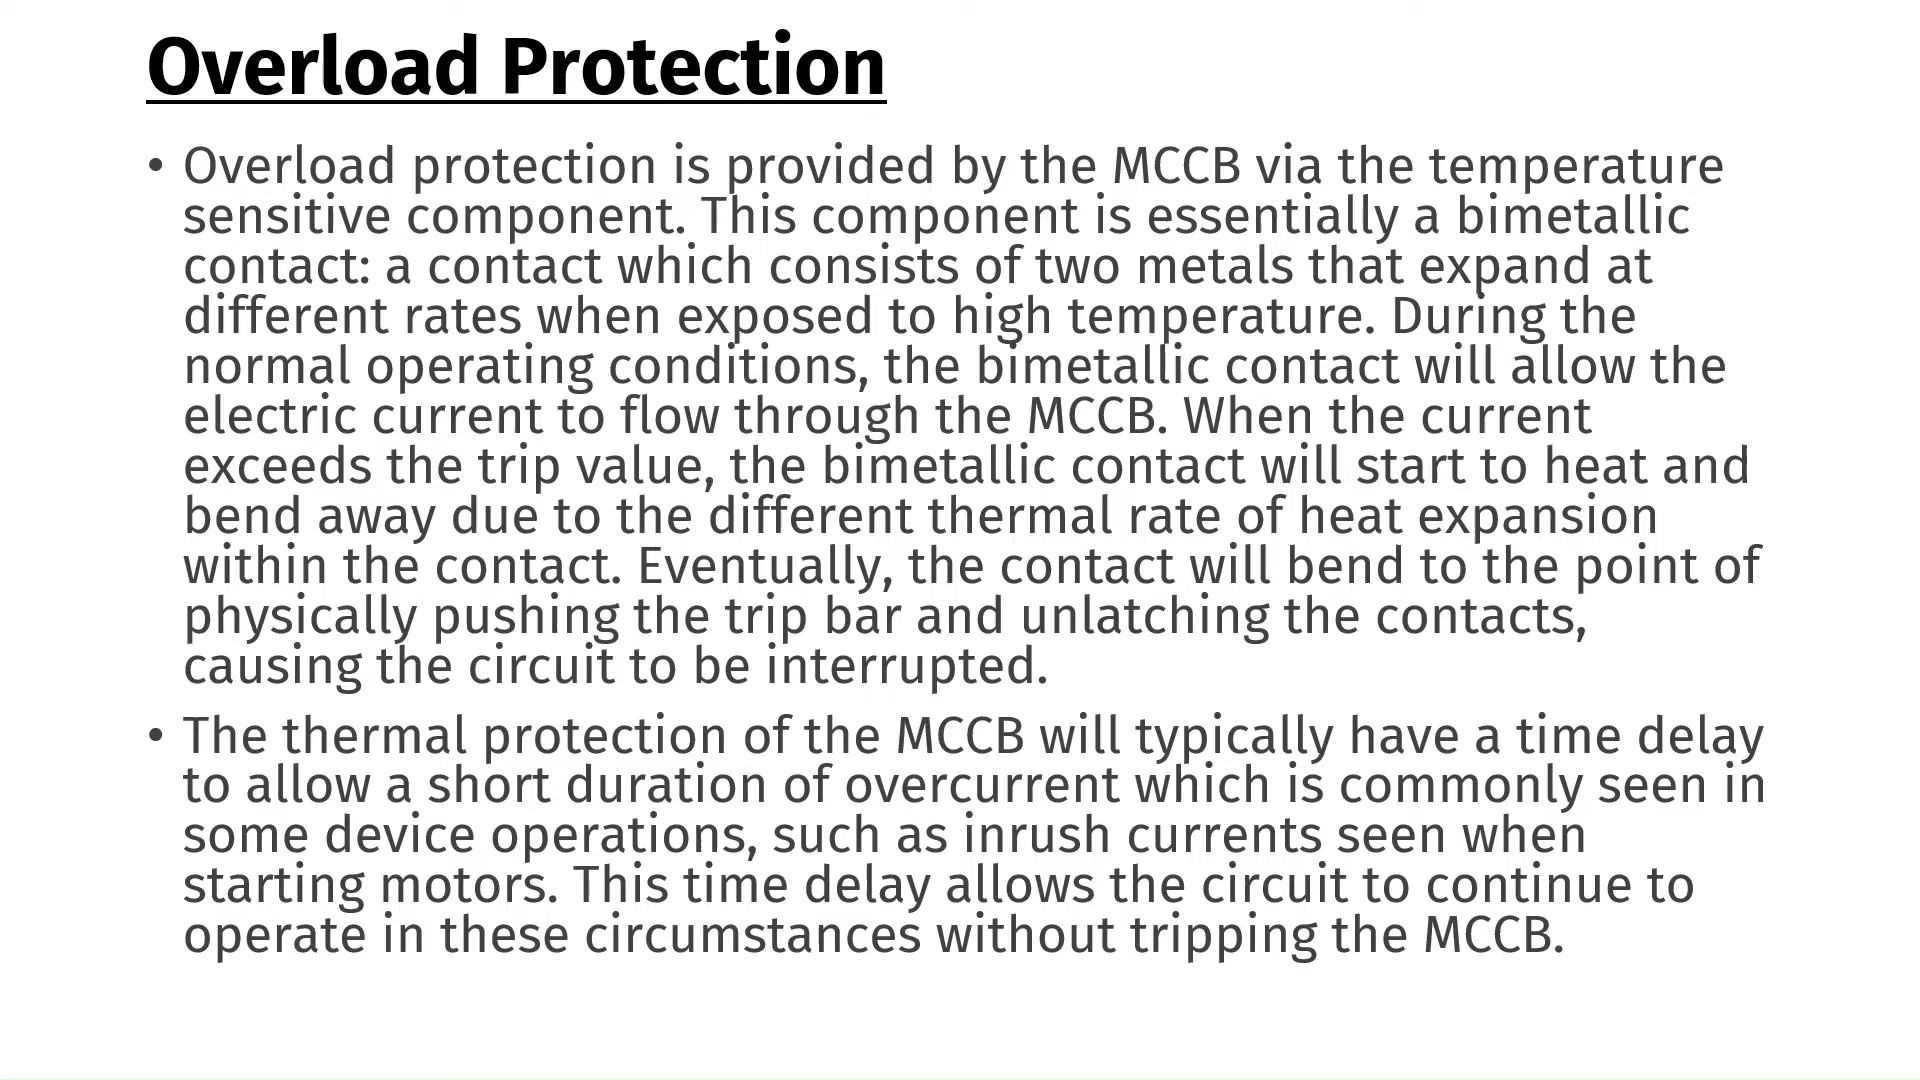 Overload Protection
• Overload protection is provided by the MCCB via the temperature
sensitive component. This component is essentially a bimetallic
contact: a contact which consists of two metals that expand at
different rates when exposed to high temperature. During the
normal operating conditions, the bimetallic contact will allow the
electric current to flow through the MCCB. When the current
exceeds the trip value, the bimetallic contact will start to heat and
bend away due to the different thermal rate of heat expansion
within the contact. Eventually, the contact will bend to the point of
physically pushing the trip bar and unlatching the contacts,
causing the circuit to be interrupted.
• The thermal protection of the MCCB will typically have a time delay
to allow a short duration of overcurrent which is commonly seen in
some device operations, such as inrush currents seen when
starting motors. This time delay allows the circuit to continue to
operate in these circumstances without tripping the MCCB.